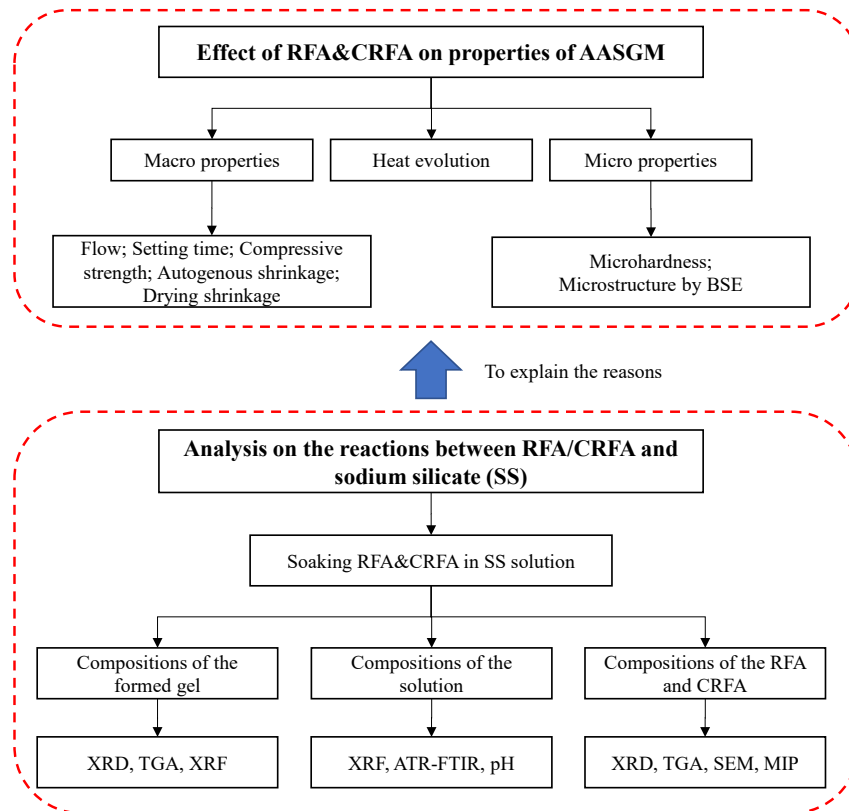 Effect of RFA&CRFA on properties of AASGM
Macro properties
Heat evolution
Micro properties
Flow; Setting time; Compressive
strength; Autogenous shrinkage;
Drying shrinkage
Microhardness;
Microstructure by BSE
To explain the reasons
Analysis on the reactions between RFA/CRFA and
sodium silicate (SS)
Soaking RFA&CRFA in SS solution
Compositions of the
formed gel
Compositions of the
solution
Compositions of the RFA
and CRFA
XRD, TGA, XRF
XRF, ATR-FTIR, pH
XRD, TGA, SEM, MIP